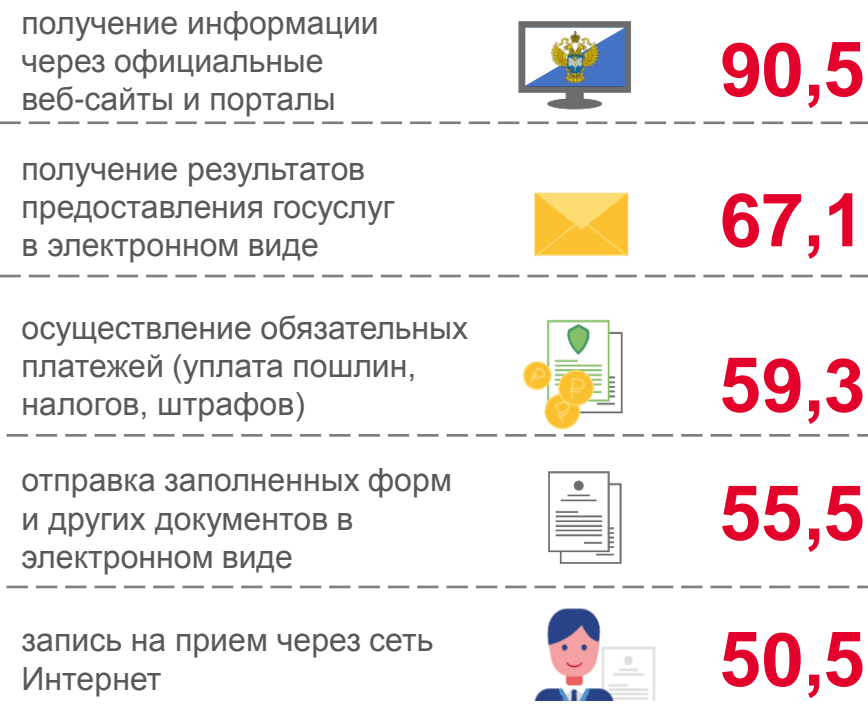 получение информации
через официальные
веб-сайты и порталы
90,5
получение результатов
предоставления госуслуг
в электронном виде
67,1
осуществление обязательных
платежей (уплата пошлин,
налогов, штрафов)
59,3
отправка заполненных форм
и других документов в
электронном виде
55,5
запись на прием через сеть
Интернет
50,5